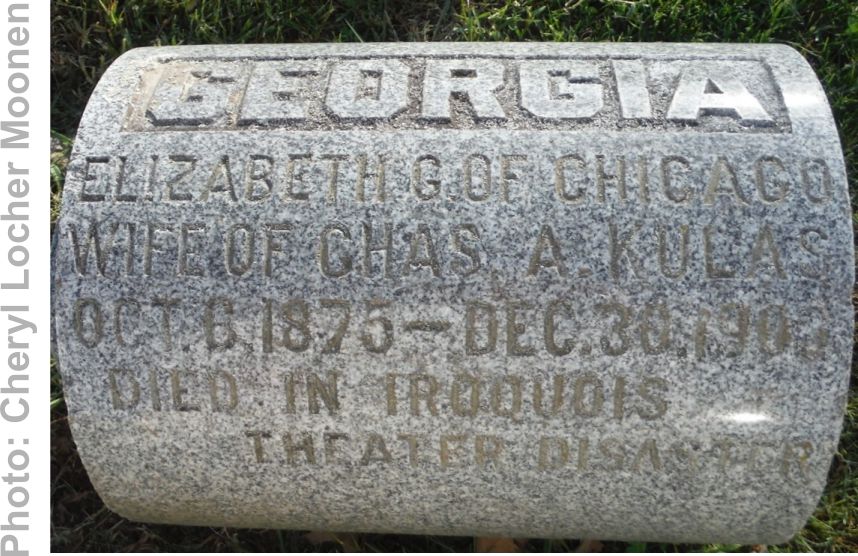 GEORGIA
ELIZABETH G. OF CHICAGO
WIFE OF CHAS. A. KULAS
OCT. 6. 1875 — DEC. 30. 1903
DIED IN IROQUOIS
THEATER DISASTER
Photo: Cheryl Locher Moonen